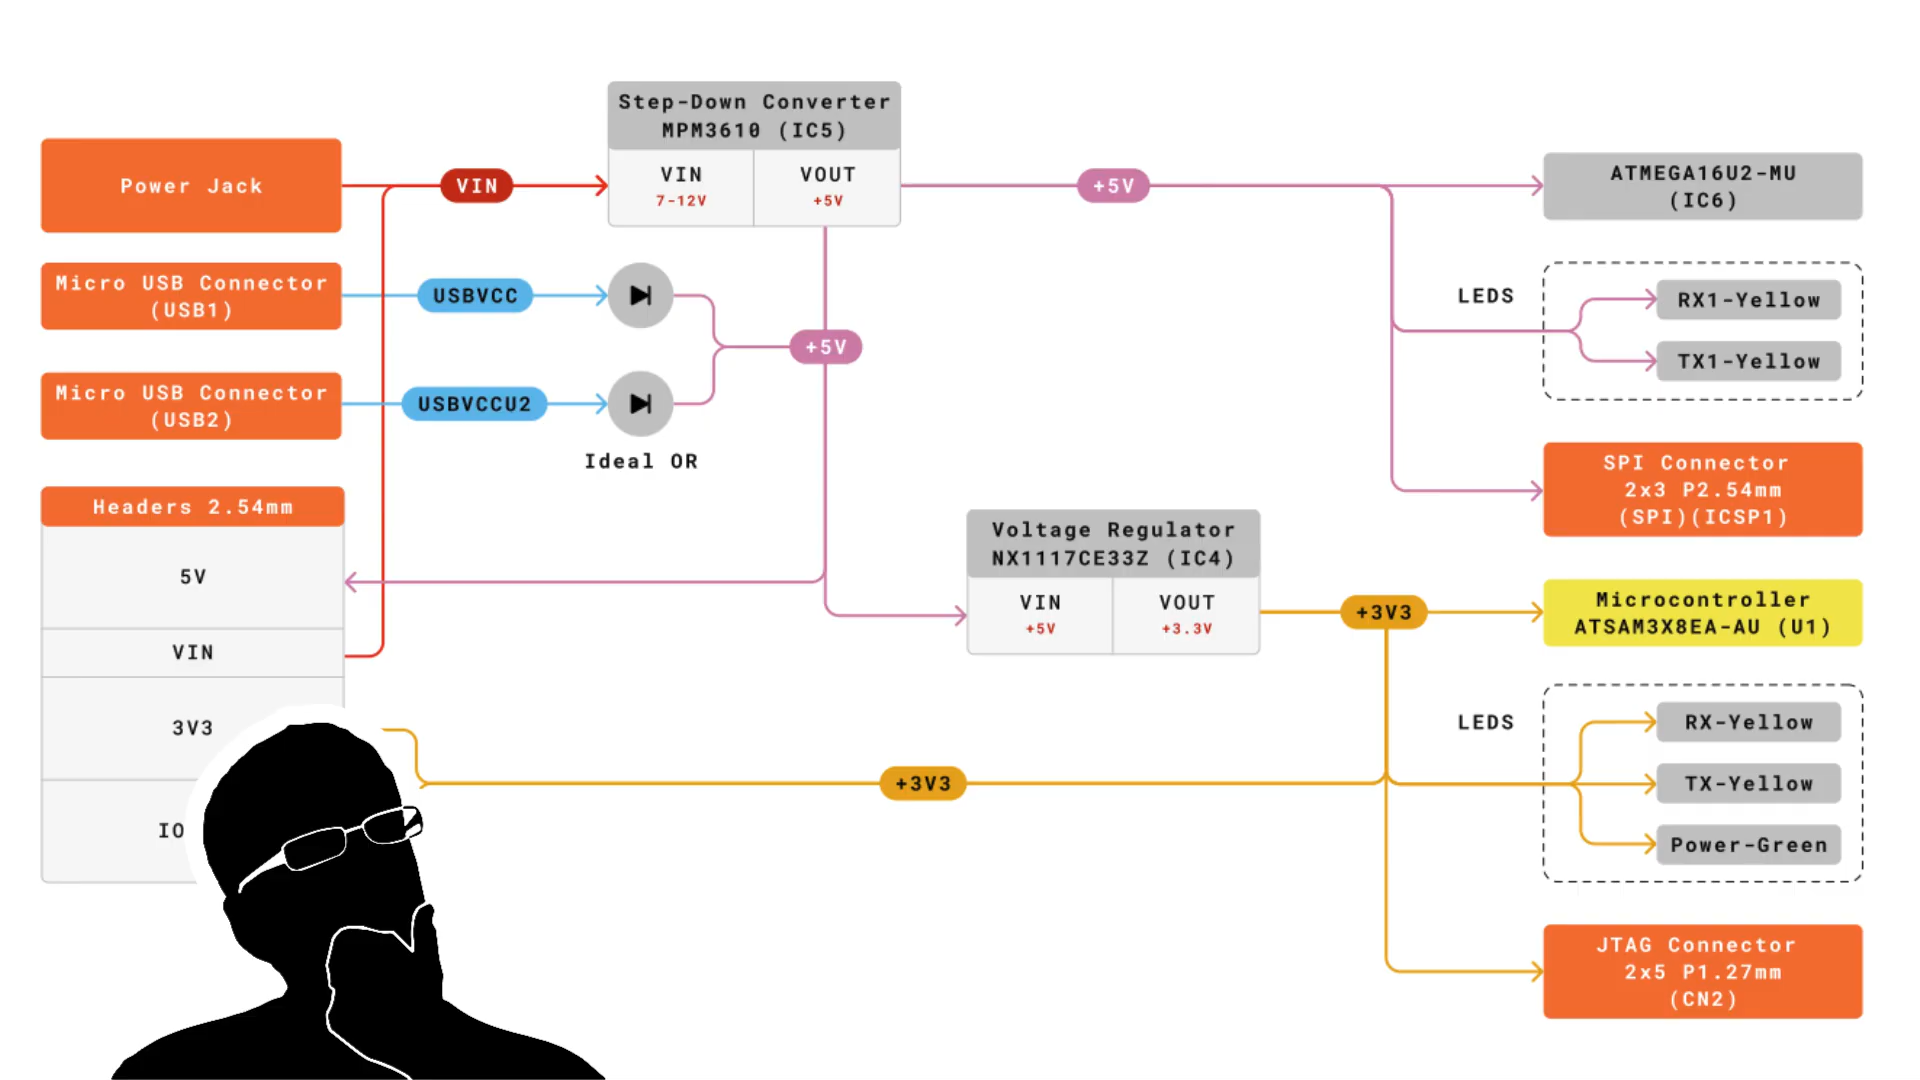 Step-Down Converter
MPM3610 (IC5)
VIN
7-12V
VOUT
+5V
Power Jack
VIN
+5V
ATMEGA16U2-MU
(IC6)
Micro USB Connector
(USB1)
USBVCC
LEDS
RX1-Yellow
TX1-Yellow
+5V
Micro USB Connector
(USB2)
USBVCCU2
Ideal OR
SPI Connector
2x3 P2.54mm
(SPI)(ICSP1)
Headers 2.54mm
5V
VIN
3V3
IO
Voltage Regulator
NX1117CE33Z (IC4)
VIN
+5V
VOUT
+3.3V
+3V3
Microcontroller
ATSAM3X8EA-AU (U1)
LEDS
RX-Yellow
TX-Yellow
Power-Green
+3V3
JTAG Connector
2x5 P1.27mm
(CN2)